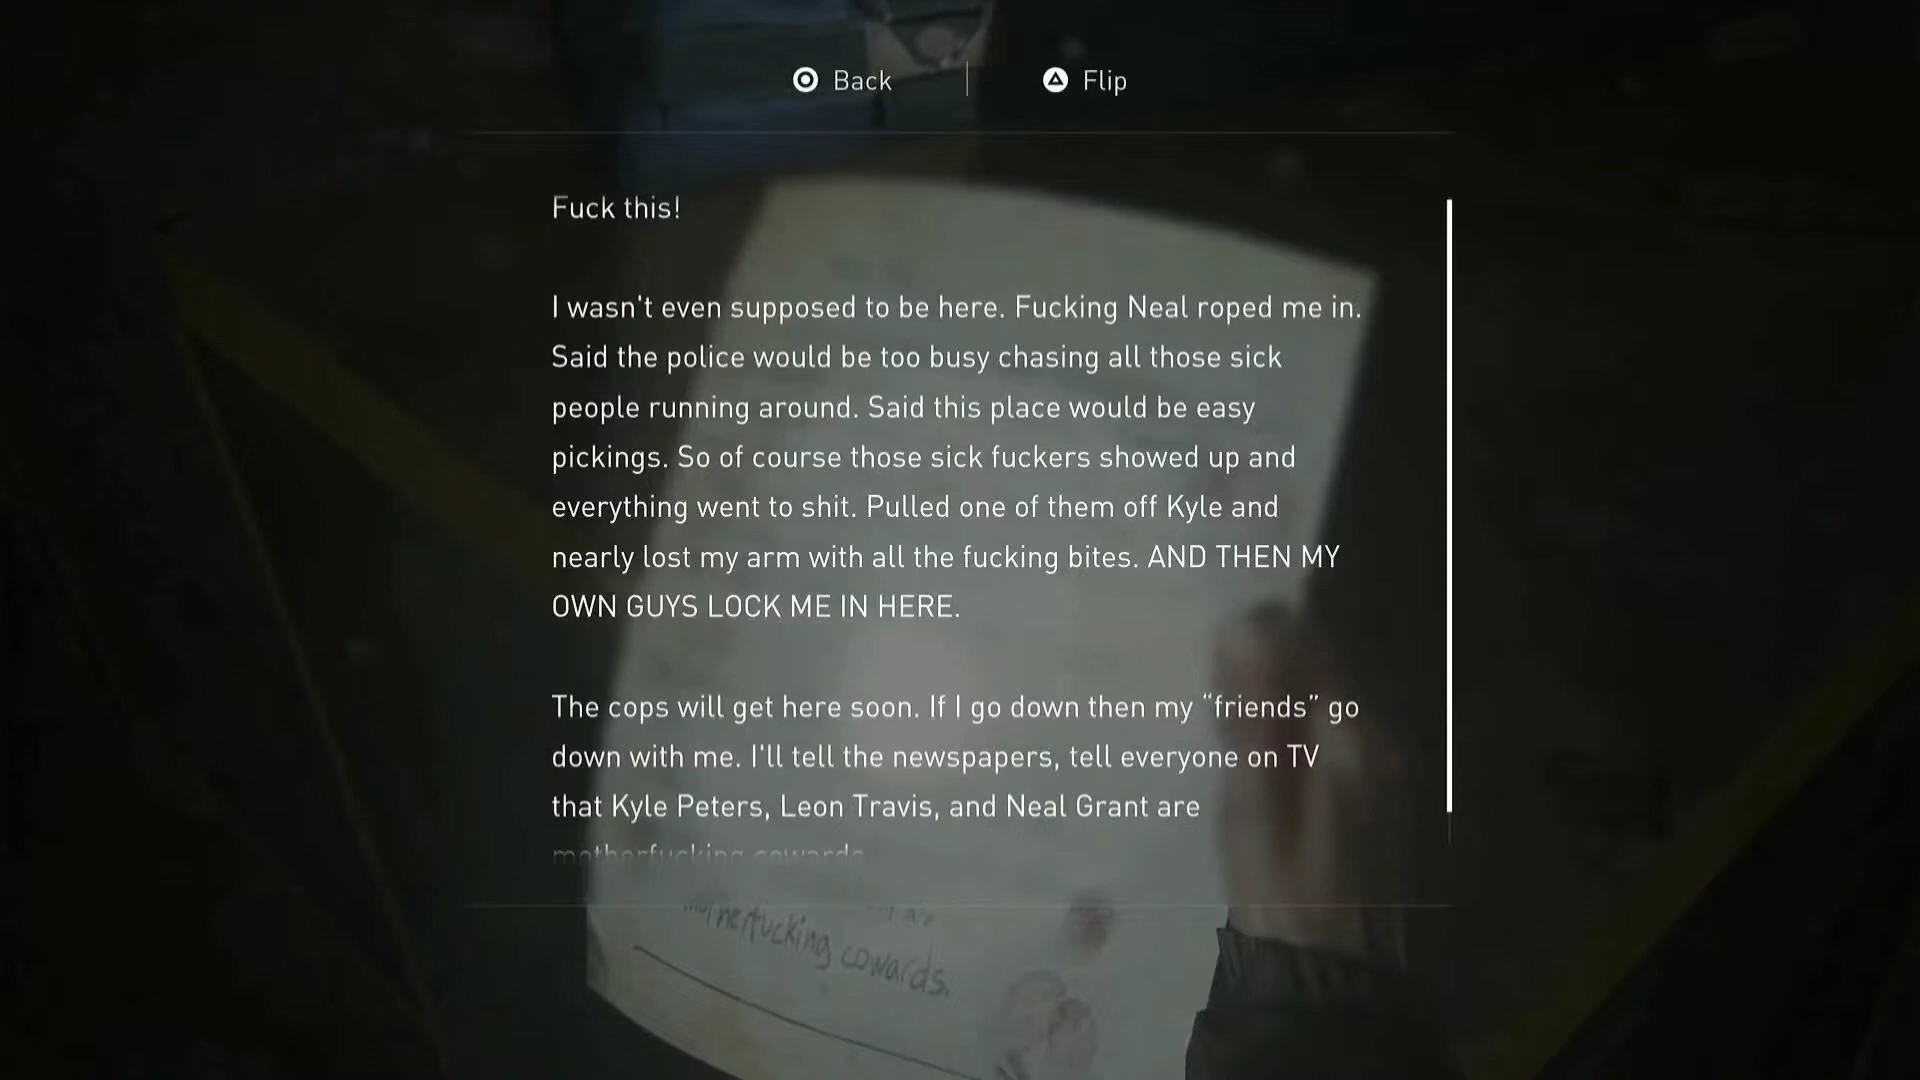 Back
Flip
Fuck this!
I wasn't even supposed to be here. Fucking Neal roped me in.
Said the police would be too busy chasing all those sick
people running around. Said this place would be easy
pickings. So of course those sick fuckers showed up and
everything went to shit. Pulled one of them off Kyle and
nearly lost my arm with all the fucking bites. AND THEN MY
OWN GUYS LOCK ME IN HERE.
The cops will get here soon. If I go down then my “friends” go
down with me. I'll tell the newspapers, tell everyone on TV
that Kyle Peters, Leon Travis, and Neal Grant are
motherfucking cowards.
are
motherfucking cowards.